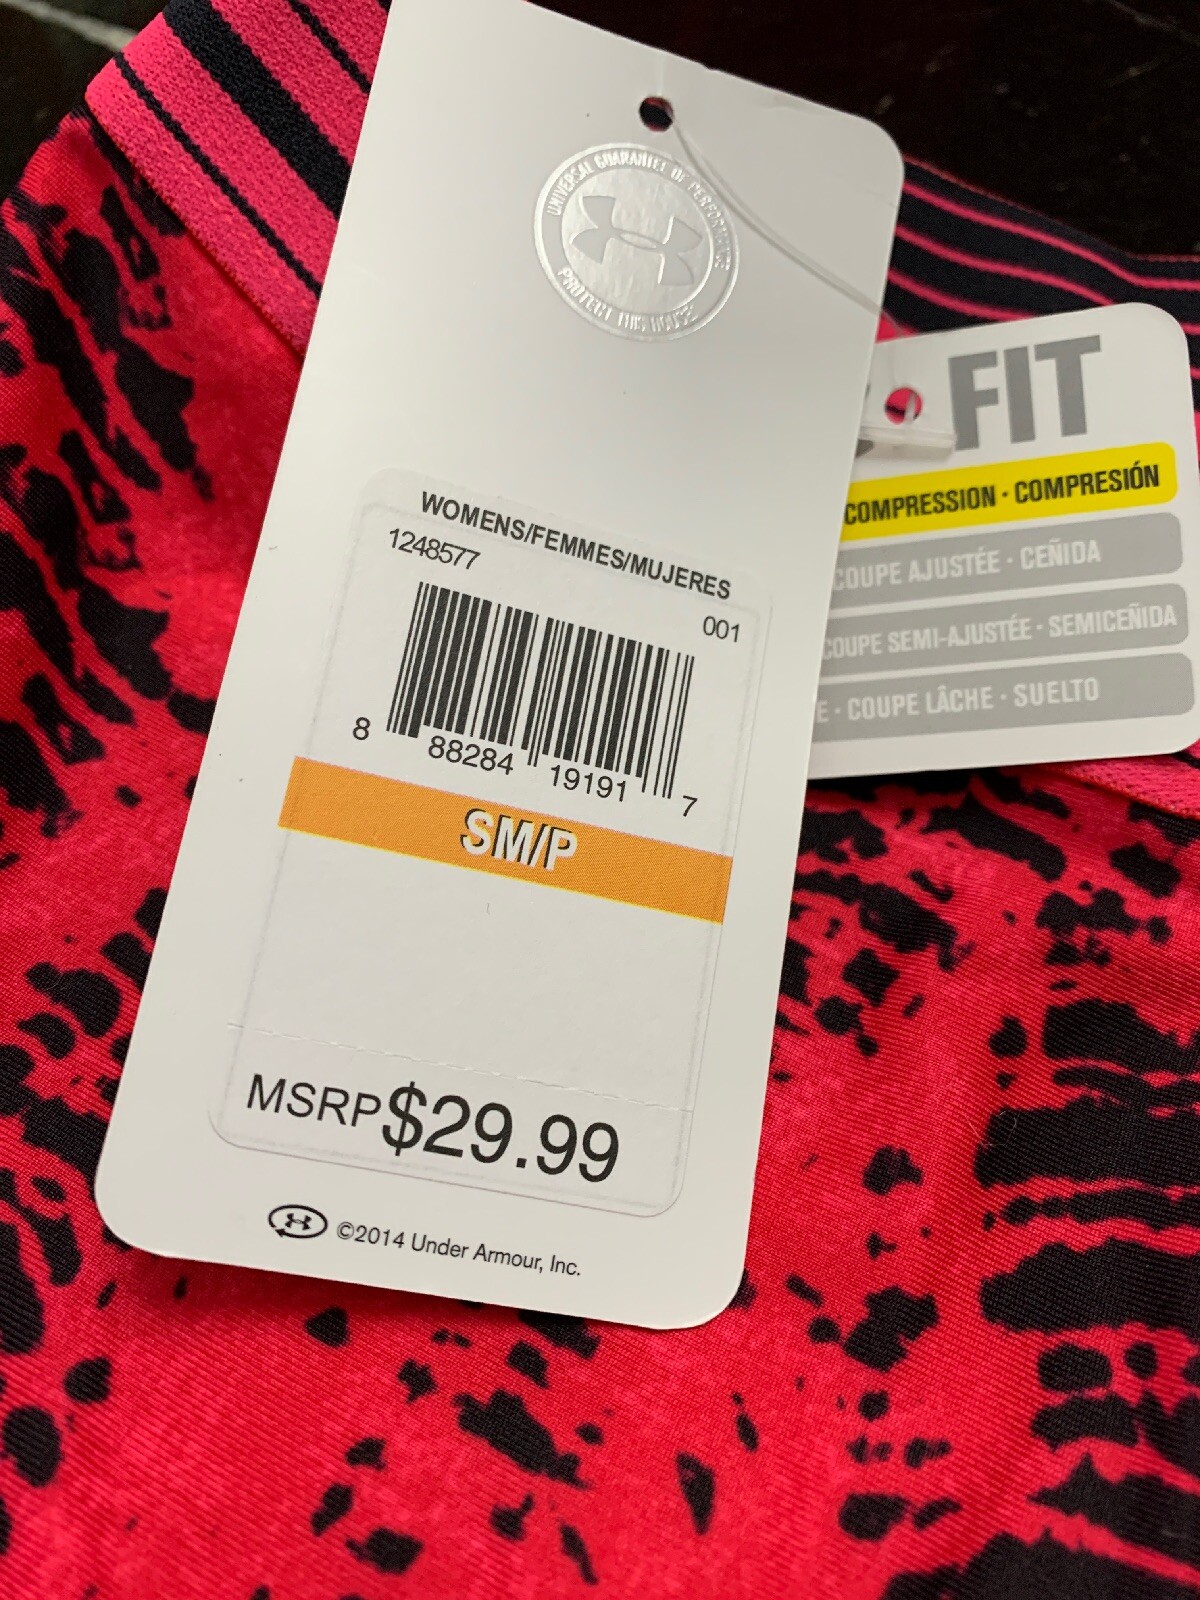 UNIVERSAL GUARANTEE OF PERFORMANCE
PROTECT THIS HOUSE
WOMENS/FEMMES/MUJERES
1248577
001
8 88284 19191 7
SM/P
MSRP $29.99
©2014 Under Armour, Inc.
FIT
COMPRESSION · COMPRESIÓN
COUPE AJUSTÉE · CEÑIDA
COUPE SEMI-AJUSTÉE · SEMICEÑIDA
E · COUPE LÂCHE · SUELTO